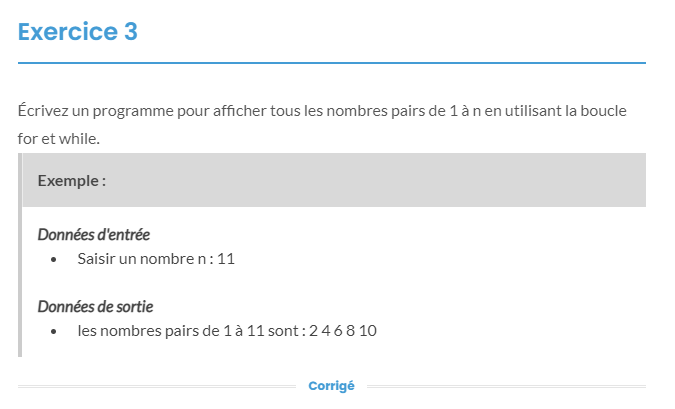 Exercice 3
Écrivez un programme pour afficher tous les nombres pairs de 1 à n en utilisant la boucle
for et while.
Exemple :
Données d'entrée
• Saisir un nombre n : 11
Données de sortie
• les nombres pairs de 1 à 11 sont : 2 4 6 8 10
Corrigé